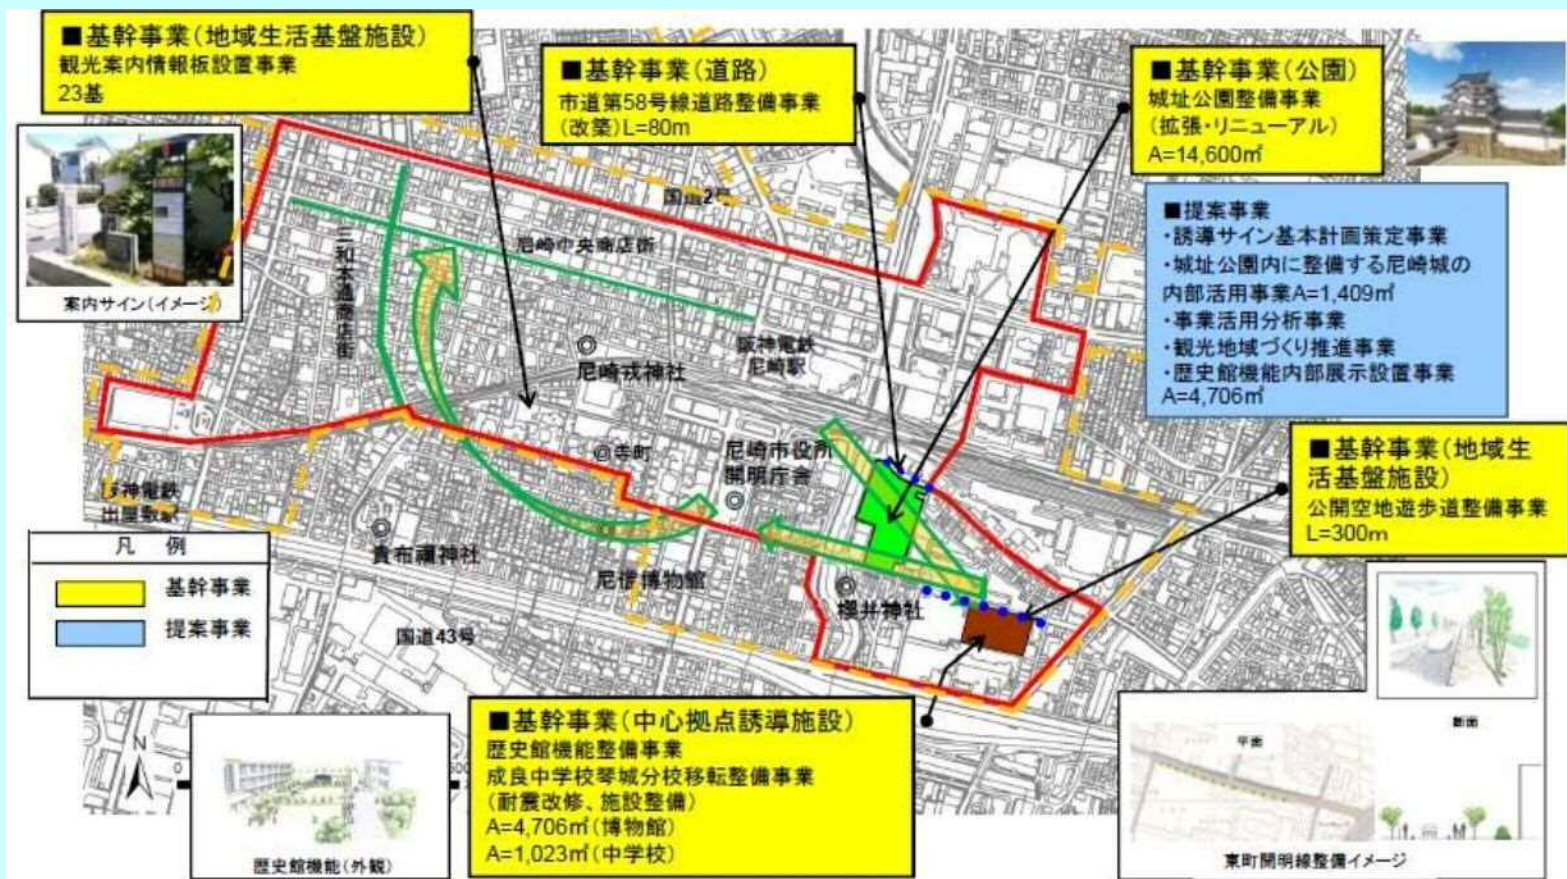 ■基幹事業(地域生活基盤施設)
観光案内情報板設置事業
23基
■基幹事業(道路)
市道第58号線道路整備事業
(改築)L=80m
■基幹事業(公園)
城址公園整備事業
(拡張・リニューアル)
A=14,600㎡
案内サイン(イメージ)
■提案事業
・誘導サイン基本計画策定事業
・城址公園内に整備する尼崎城の
内部活用事業A=1,409㎡
・事業活用分析事業
・観光地域づくり推進事業
・歴史館機能内部展示設置事業
A=4,706㎡
国道2号
尼崎中央商店街
三和本通商店街
阪神電鉄
尼崎駅
尼崎戎神社
寺町
尼崎市役所
開明庁舎
■基幹事業(地域生
活基盤施設)
公開空地遊歩道整備事業
L=300m
阪神電鉄
出屋敷駅
貴布禰神社
尼信博物館
櫻井神社
国道43号
凡 例
基幹事業
提案事業
N
0
■基幹事業(中心拠点誘導施設)
歴史館機能整備事業
成良中学校琴城分校移転整備事業
(耐震改修、施設整備)
A=4,706㎡(博物館)
A=1,023㎡(中学校)
歴史館機能(外観)
平面
断面
東町開明線整備イメージ